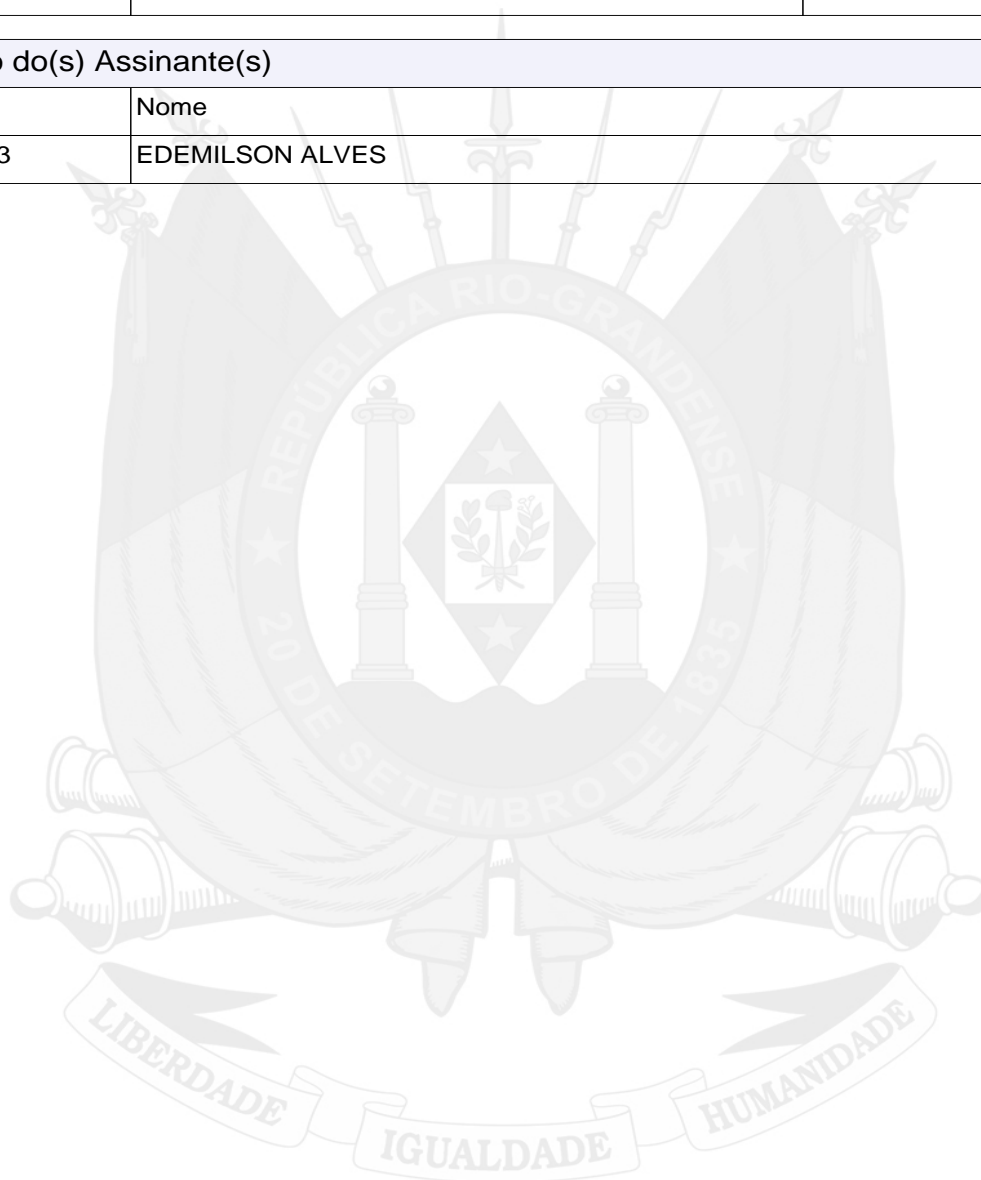 o do(s) Assinante(s)
Nome
3 EDEMILSON ALVES
REPÚBLICA RIO-GRANDENSE
★ 20 DE SETEMBRO DE 1835 ★
LIBERDADE IGUALDADE HUMANIDADE